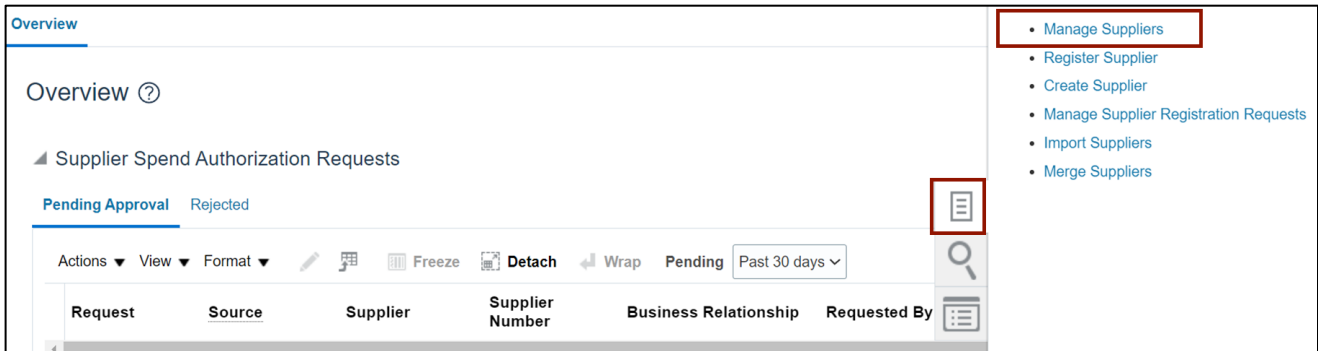 Overview
Overview
Supplier Spend Authorization Requests
Pending Approval Rejected
Actions View Format Freeze Detach Wrap Pending Past 30 days
Request Source Supplier Supplier Number Business Relationship Requested By
Manage Suppliers
Register Supplier
Create Supplier
Manage Supplier Registration Requests
Import Suppliers
Merge Suppliers